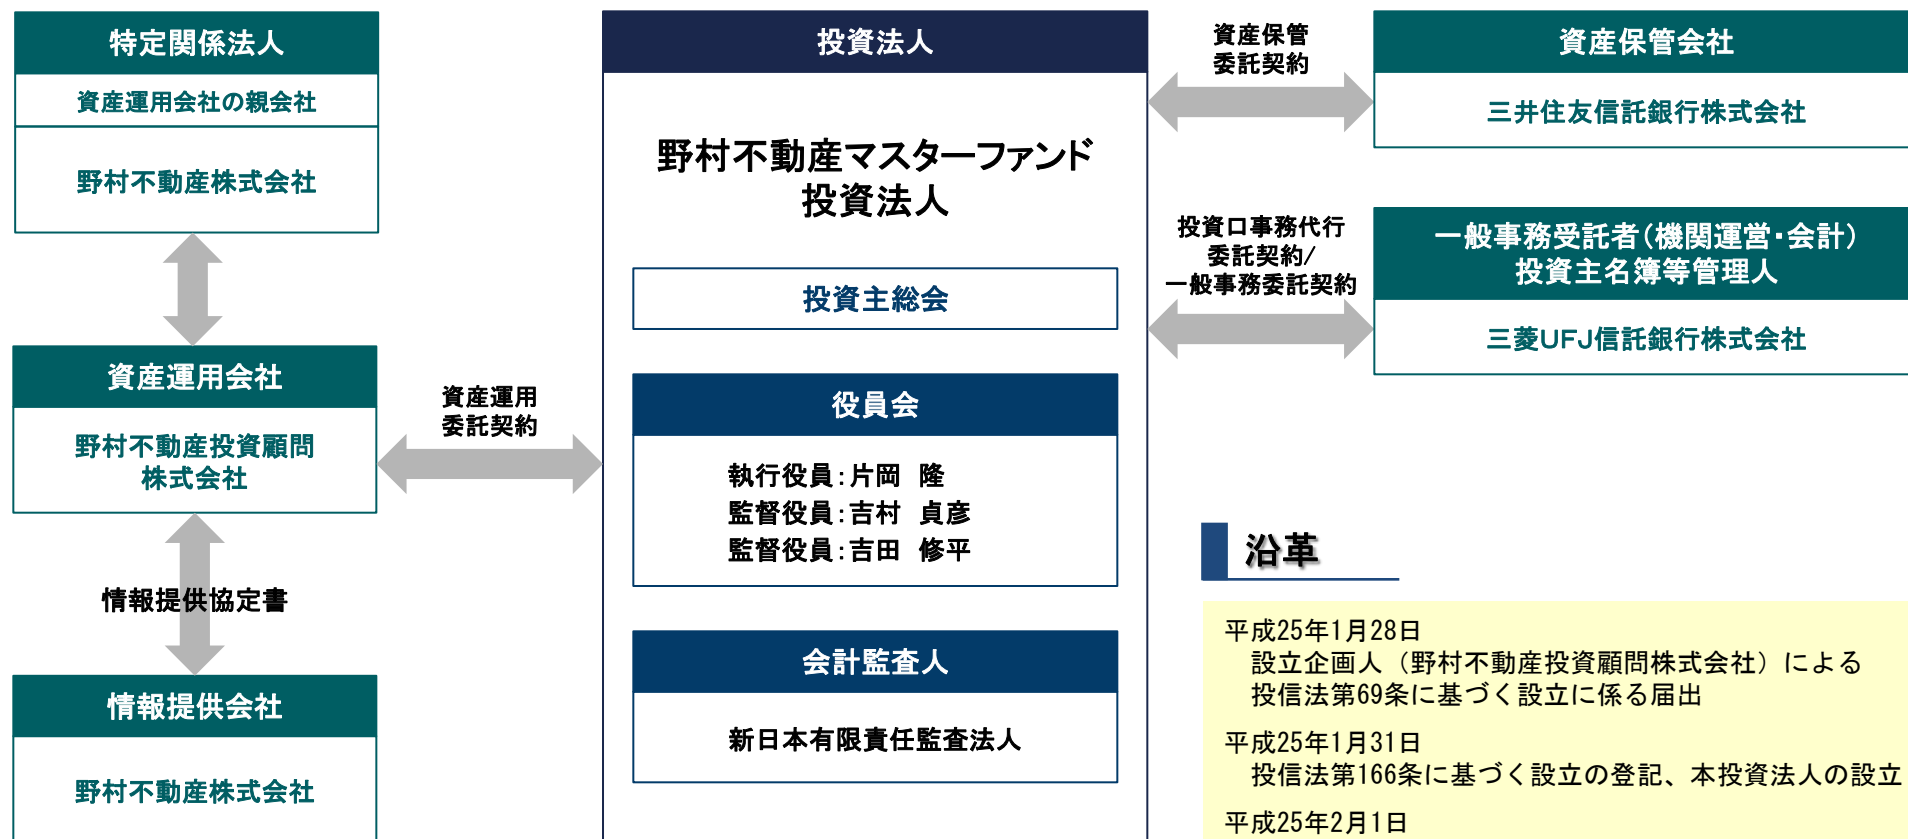 特定関係法人
資産運用会社の親会社
野村不動産株式会社
資産運用会社
野村不動産投資顧問
株式会社
情報提供協定書
情報提供会社
野村不動産株式会社
資産運用
委託契約
投資法人
野村不動産マスターファンド
投資法人
投資主総会
役員会
執行役員：片岡　隆
監督役員：吉村　貞彦
監督役員：吉田　修平
会計監査人
新日本有限責任監査法人
資産保管
委託契約
資産保管会社
三井住友信託銀行株式会社
投資口事務代行
委託契約/
一般事務委託契約
一般事務受託者（機関運営・会計）
投資主名簿等管理人
三菱UFJ信託銀行株式会社
沿革
平成25年1月28日
設立企画人（野村不動産投資顧問株式会社）による
投信法第69条に基づく設立に係る届出
平成25年1月31日
投信法第166条に基づく設立の登記、本投資法人の設立
平成25年2月1日